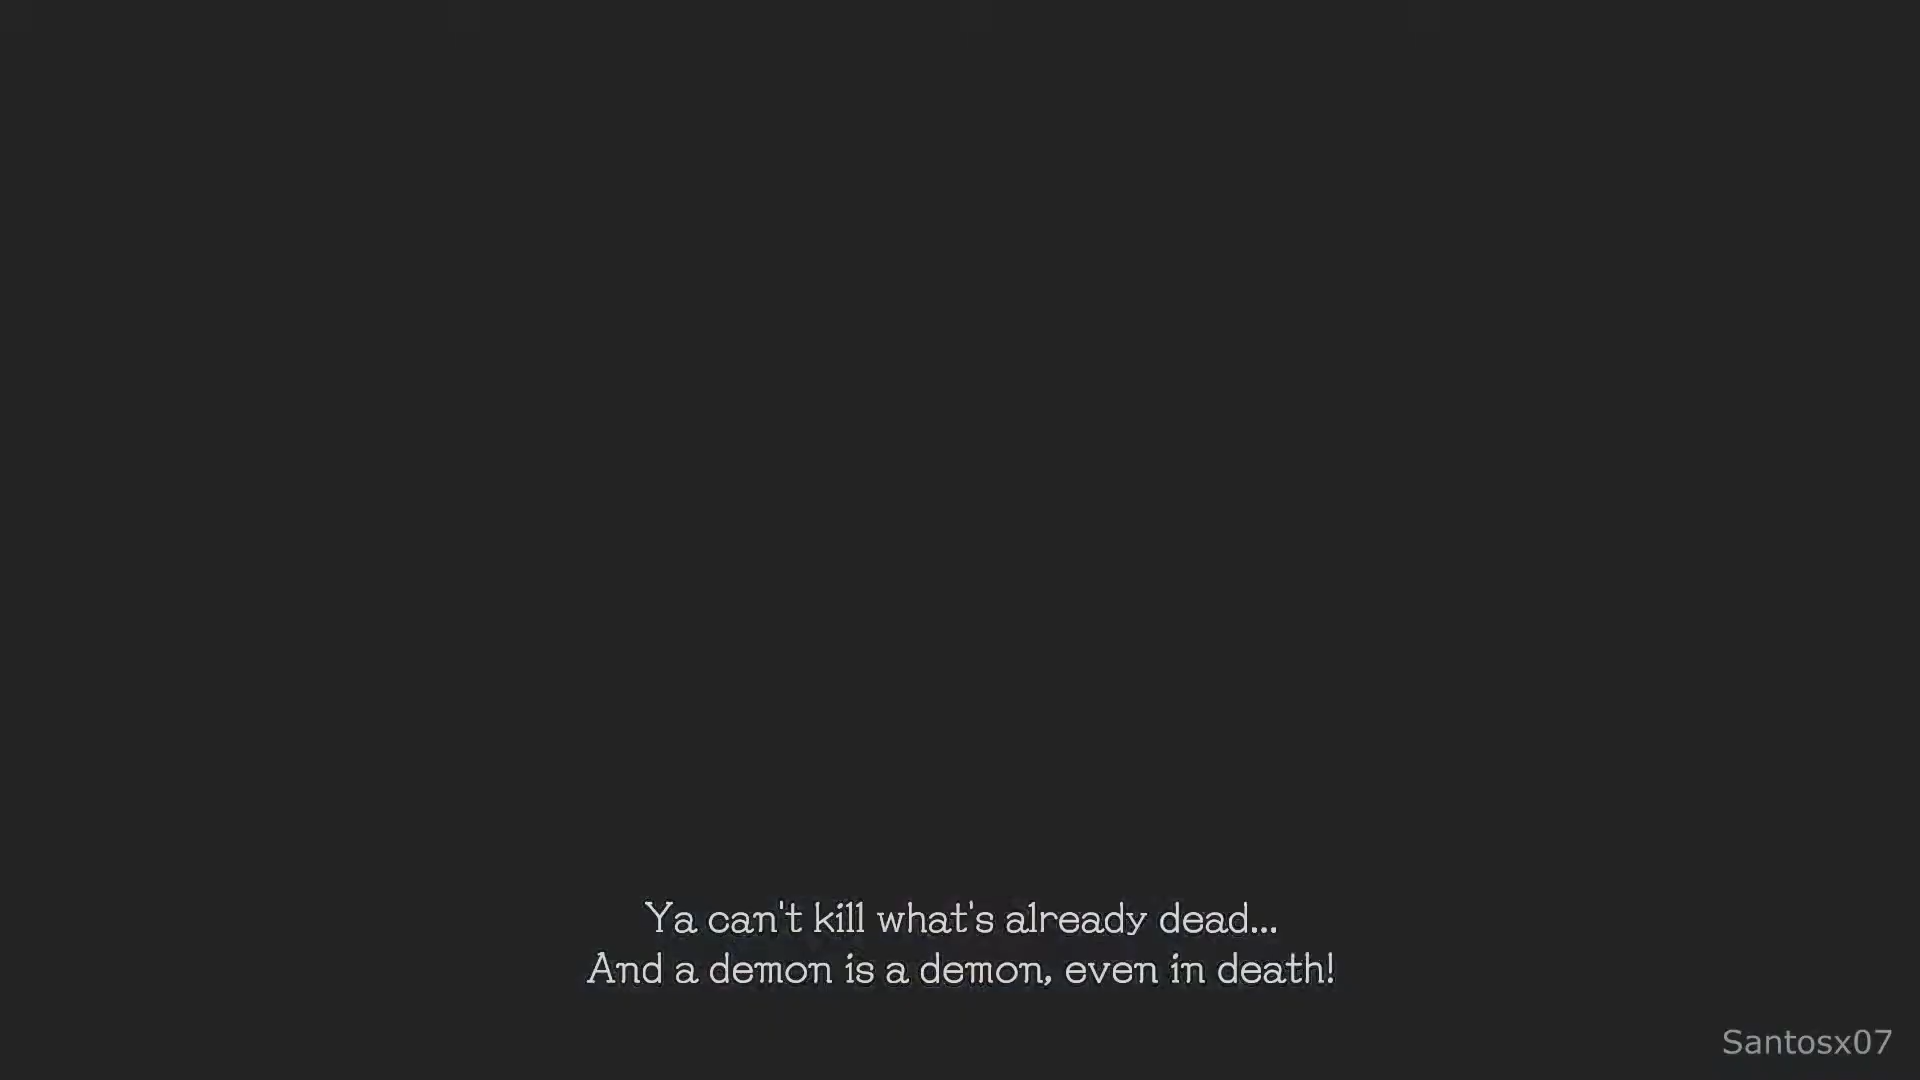 Ya can't kill what's already dead...
And a demon is a demon, even in death!
Santosx07